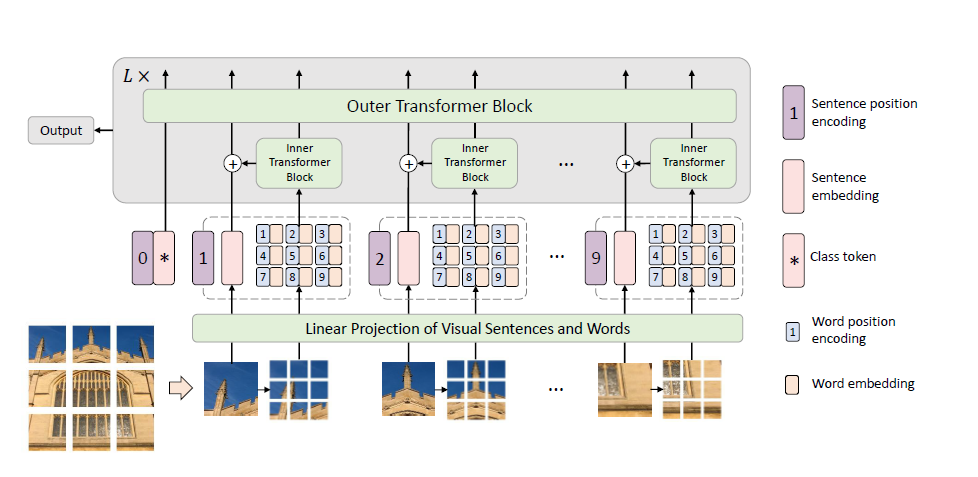 L ×
Outer Transformer Block
Output
Inner
Transformer
Block
Inner
Transformer
Block
Inner
Transformer
Block
+
+
...
+
0 *
1
1 2 3
4 5 6
7 8 9
2
1 2 3
4 5 6
7 8 9
...
9
1 2 3
4 5 6
7 8 9
Linear Projection of Visual Sentences and Words
...
1
Sentence position
encoding
Sentence
embedding
*
Class token
1
Word position
encoding
Word embedding